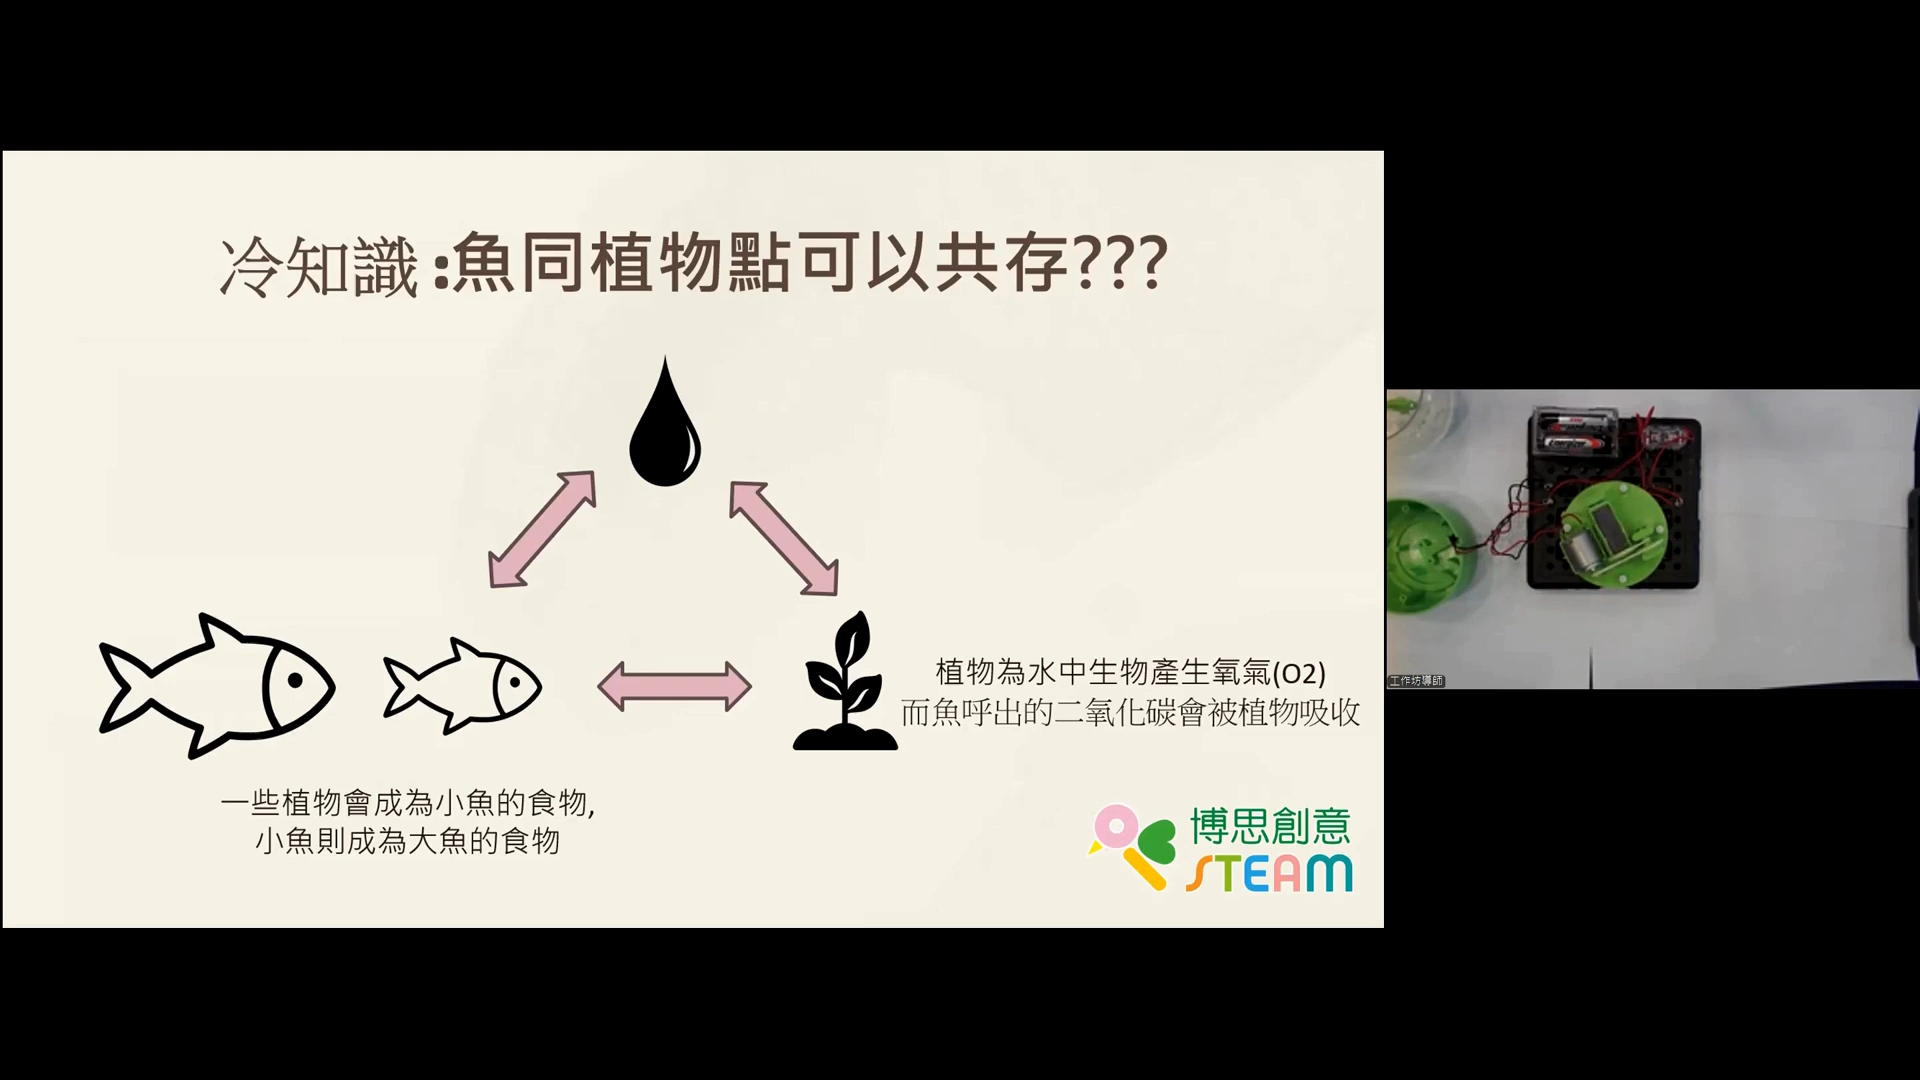 冷知識 :魚同植物點可以共存???
植物為水中生物產生氧氣(O2)
而魚呼出的二氧化碳會被植物吸收
一些植物會成為小魚的食物,
小魚則成為大魚的食物
博思創意
STEAM
工作坊導師